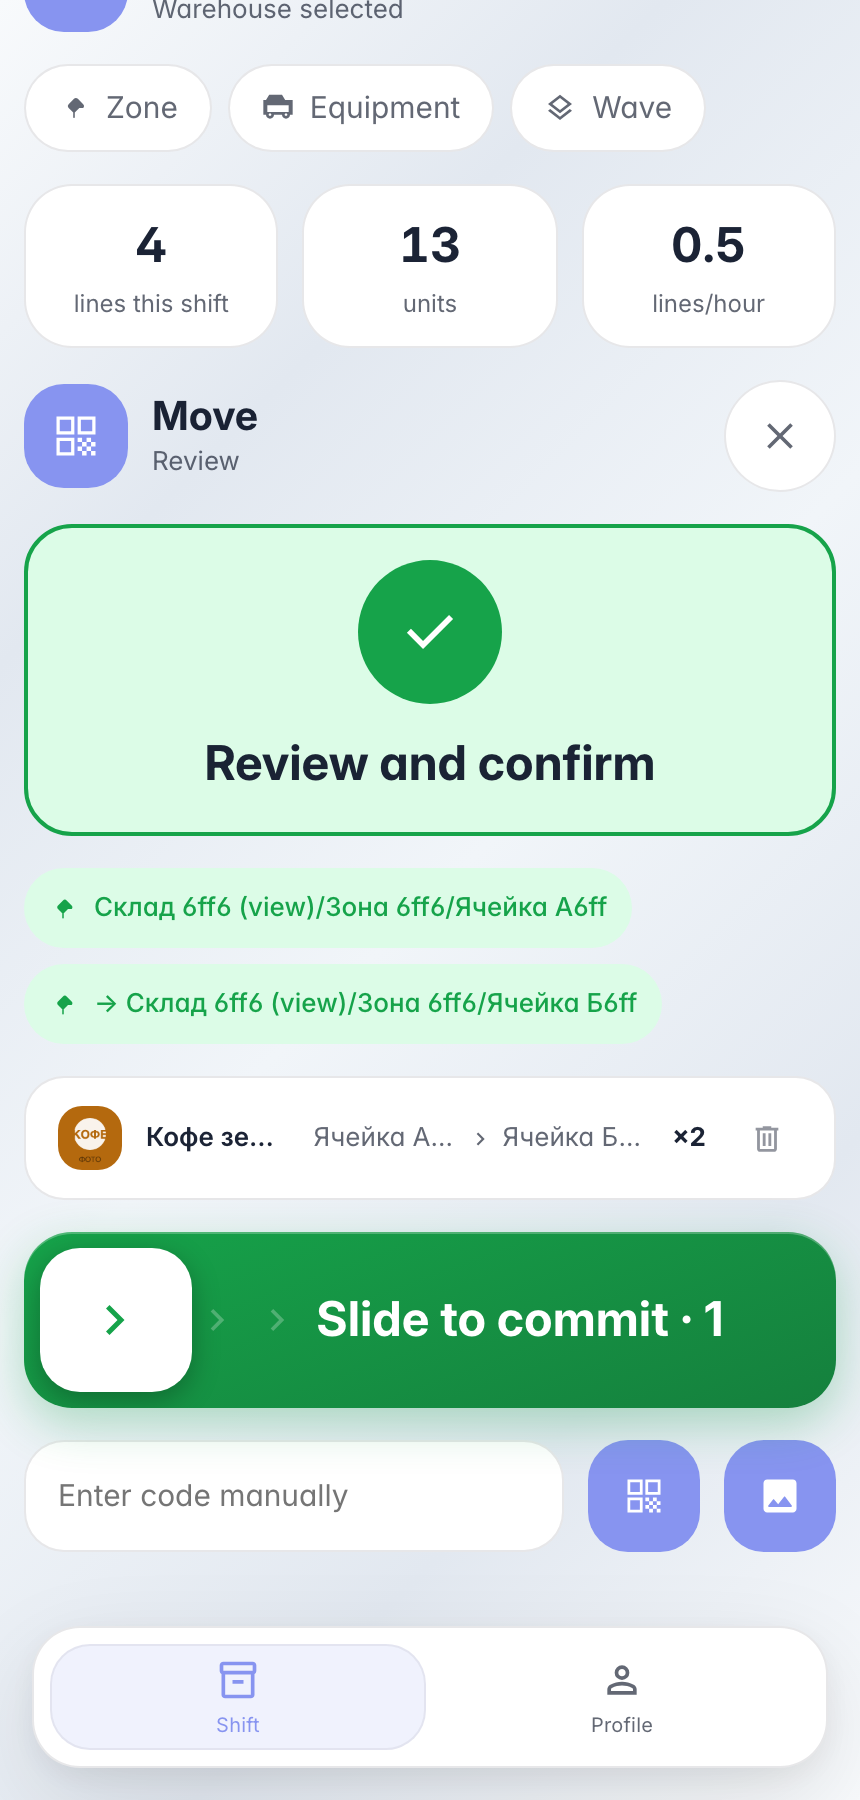 Warehouse selected
Zone
Equipment
Wave
4
13
0.5
lines this shift
units
lines/hour
Move
Review
Review and confirm
Склад 6ff6 (view)/Зона 6ff6/Ячейка А6ff
→ Склад 6ff6 (view)/Зона 6ff6/Ячейка Б6ff
КОФЕ
ФОТО
Кофе зе... Ячейка А... › Ячейка Б... ×2
Slide to commit · 1
Enter code manually
Shift
Profile